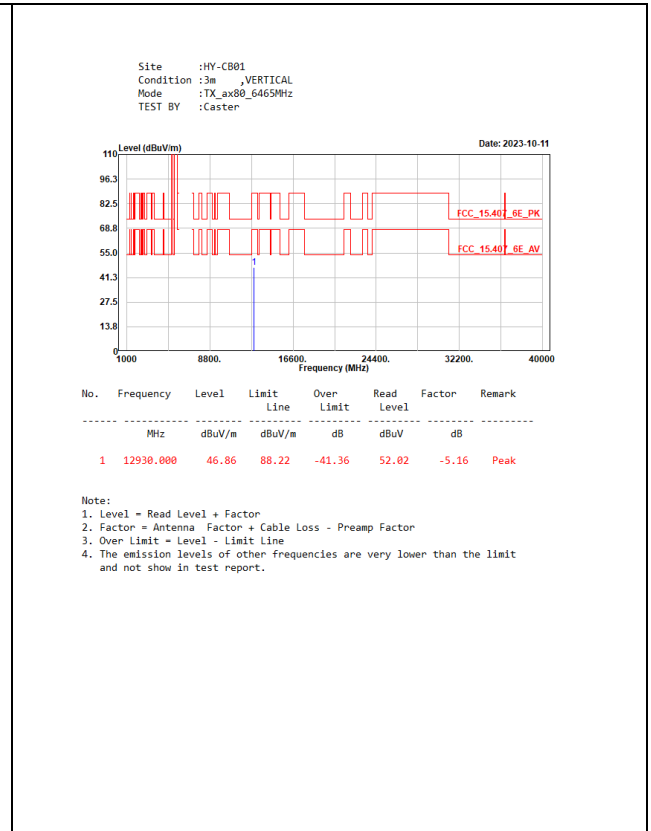 Site :HY-CB01
Condition :3m ,VERTICAL
Mode :TX_ax80_6465MHz
TEST BY :Caster
Level (dBuV/m) Date: 2023-10-11
110
96.3
82.5
FCC_15.407_6E_PK
68.8
FCC_15.407_6E_AV
55.0
1
41.3
27.5
13.8
0
1000 8800. 16600. 24400. 32200. 40000
Frequency (MHz)
No. Frequency Level Limit Over Read Factor Remark
Line Limit Level
------ ----------- -------- -------- --------- --------- -------- ---------
MHz dBuV/m dBuV/m dB dBuV dB
1 12930.000 46.86 88.22 -41.36 52.02 -5.16 Peak
Note:
1. Level = Read Level + Factor
2. Factor = Antenna Factor + Cable Loss - Preamp Factor
3. Over Limit = Level - Limit Line
4. The emission levels of other frequencies are very lower than the limit
and not show in test report.